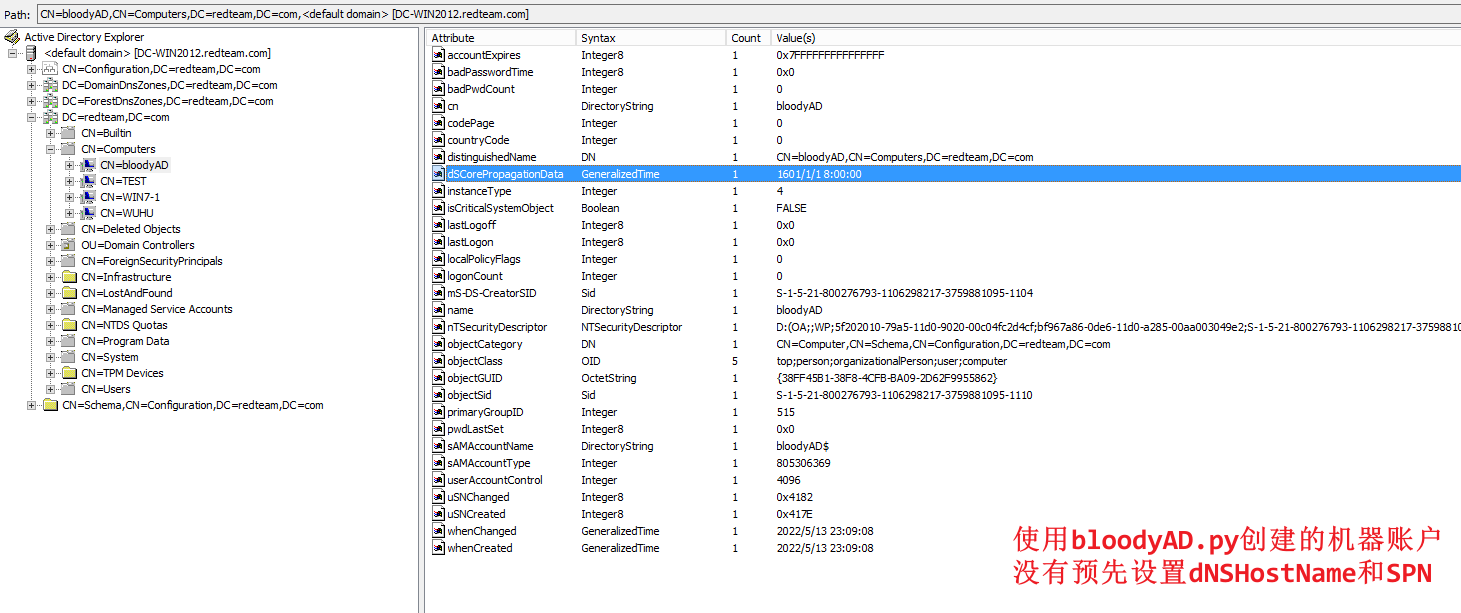 Path: CN=bloodyAD,CN=Computers,DC=redteam,DC=com,<default domain> [DC-WIN2012.redteam.com]
Active Directory Explorer
<default domain> [DC-WIN2012.redteam.com]
CN=Configuration,DC=redteam,DC=com
DC=DomainDnsZones,DC=redteam,DC=com
DC=ForestDnsZones,DC=redteam,DC=com
DC=redteam,DC=com
CN=Builtin
CN=Computers
CN=bloodyAD
CN=TEST
CN=WIN7-1
CN=WUHU
CN=Deleted Objects
OU=Domain Controllers
CN=ForeignSecurityPrincipals
CN=Infrastructure
CN=LostAndFound
CN=Managed Service Accounts
CN=NTDS Quotas
CN=Program Data
CN=System
CN=TPM Devices
CN=Users
CN=Schema,CN=Configuration,DC=redteam,DC=com
Attribute Syntax Count Value(s)
accountExpires Integer8 1 0x7FFFFFFFFFFFFFFF
badPasswordTime Integer8 1 0x0
badPwdCount Integer 1 0
cn DirectoryString 1 bloodyAD
codePage Integer 1 0
countryCode Integer 1 0
distinguishedName DN 1 CN=bloodyAD,CN=Computers,DC=redteam,DC=com
dSCorePropagationData GeneralizedTime 1 1601/1/1 8:00:00
instanceType Integer 1 4
isCriticalSystemObject Boolean 1 FALSE
lastLogoff Integer8 1 0x0
lastLogon Integer8 1 0x0
localPolicyFlags Integer 1 0
logonCount Integer 1 0
mS-DS-CreatorSID Sid 1 S-1-5-21-800276793-1106298217-3759881095-1104
name DirectoryString 1 bloodyAD
nTSecurityDescriptor NTSecurityDescriptor 1 D:(OA;;WP;5f202010-79a5-11d0-9020-00c04fc2d4cf;bf967a86-0de6-11d0-a285-00aa003049e2;S-1-5-21-800276793-1106298217-37598810
objectCategory DN 1 CN=Computer,CN=Schema,CN=Configuration,DC=redteam,DC=com
objectClass OID 5 top;person;organizationalPerson;user;computer
objectGUID OctetString 1 {38FF45B1-38F8-4CFB-BA09-2D62F9955862}
objectSid Sid 1 S-1-5-21-800276793-1106298217-3759881095-1110
primaryGroupID Integer 1 515
pwdLastSet Integer8 1 0x0
sAMAccountName DirectoryString 1 bloodyAD$
sAMAccountType Integer 1 805306369
userAccountControl Integer 1 4096
uSNChanged Integer8 1 0x4182
uSNCreated Integer8 1 0x417E
whenChanged GeneralizedTime 1 2022/5/13 23:09:08
whenCreated GeneralizedTime 1 2022/5/13 23:09:08
使用bloodyAD.py创建的机器账户
没有预先设置dNSHostName和SPN